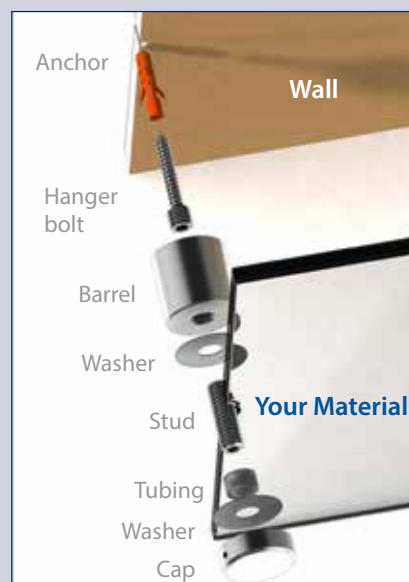 Anchor
Wall
Hanger
bolt
Barrel
Washer
Your Material
Stud
Tubing
Washer
Cap